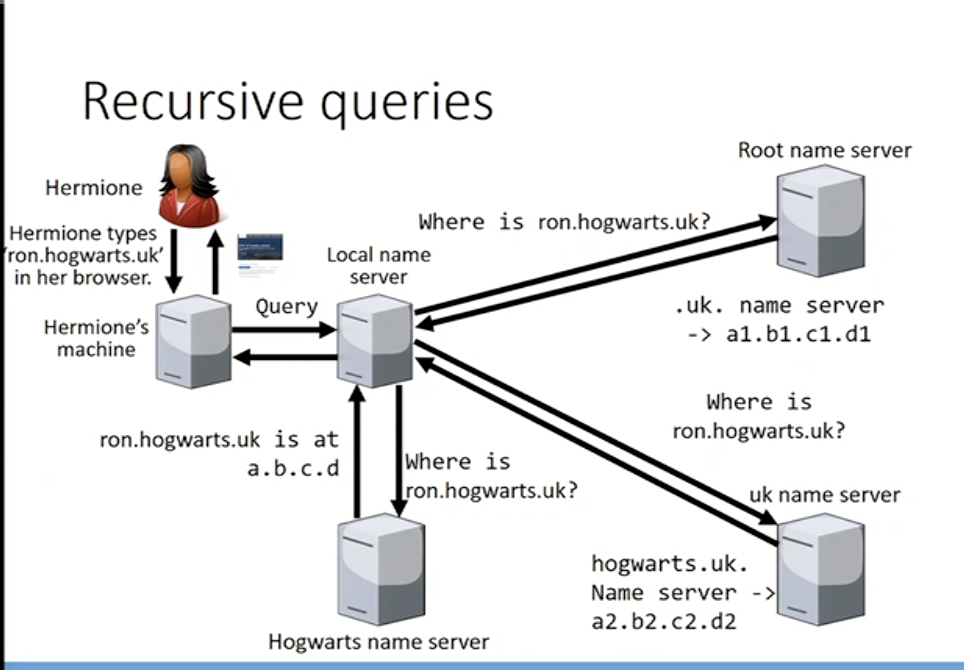 Recursive queries
Root name server
Hermione
Where is ron.hogwarts.uk?
Hermione types
'ron.hogwarts.uk'
in her browser.
Local name
server
Query
.uk. name server
-> a1.b1.c1.d1
Hermione's
machine
Where is
ron.hogwarts.uk?
ron.hogwarts.uk is at
a.b.c.d
Where is
ron.hogwarts.uk?
uk name server
hogwarts.uk.
Name server ->
a2.b2.c2.d2
Hogwarts name server